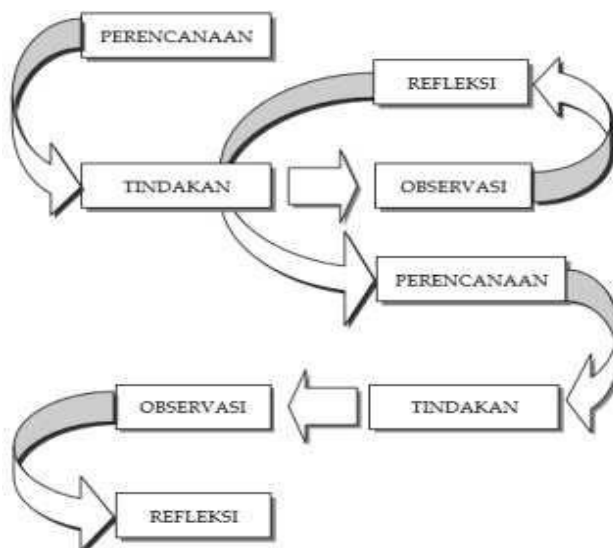 PERENCANAAN
REFLEKSI
TINDAKAN
OBSERVASI
PERENCANAAN
OBSERVASI
TINDAKAN
REFLEKSI